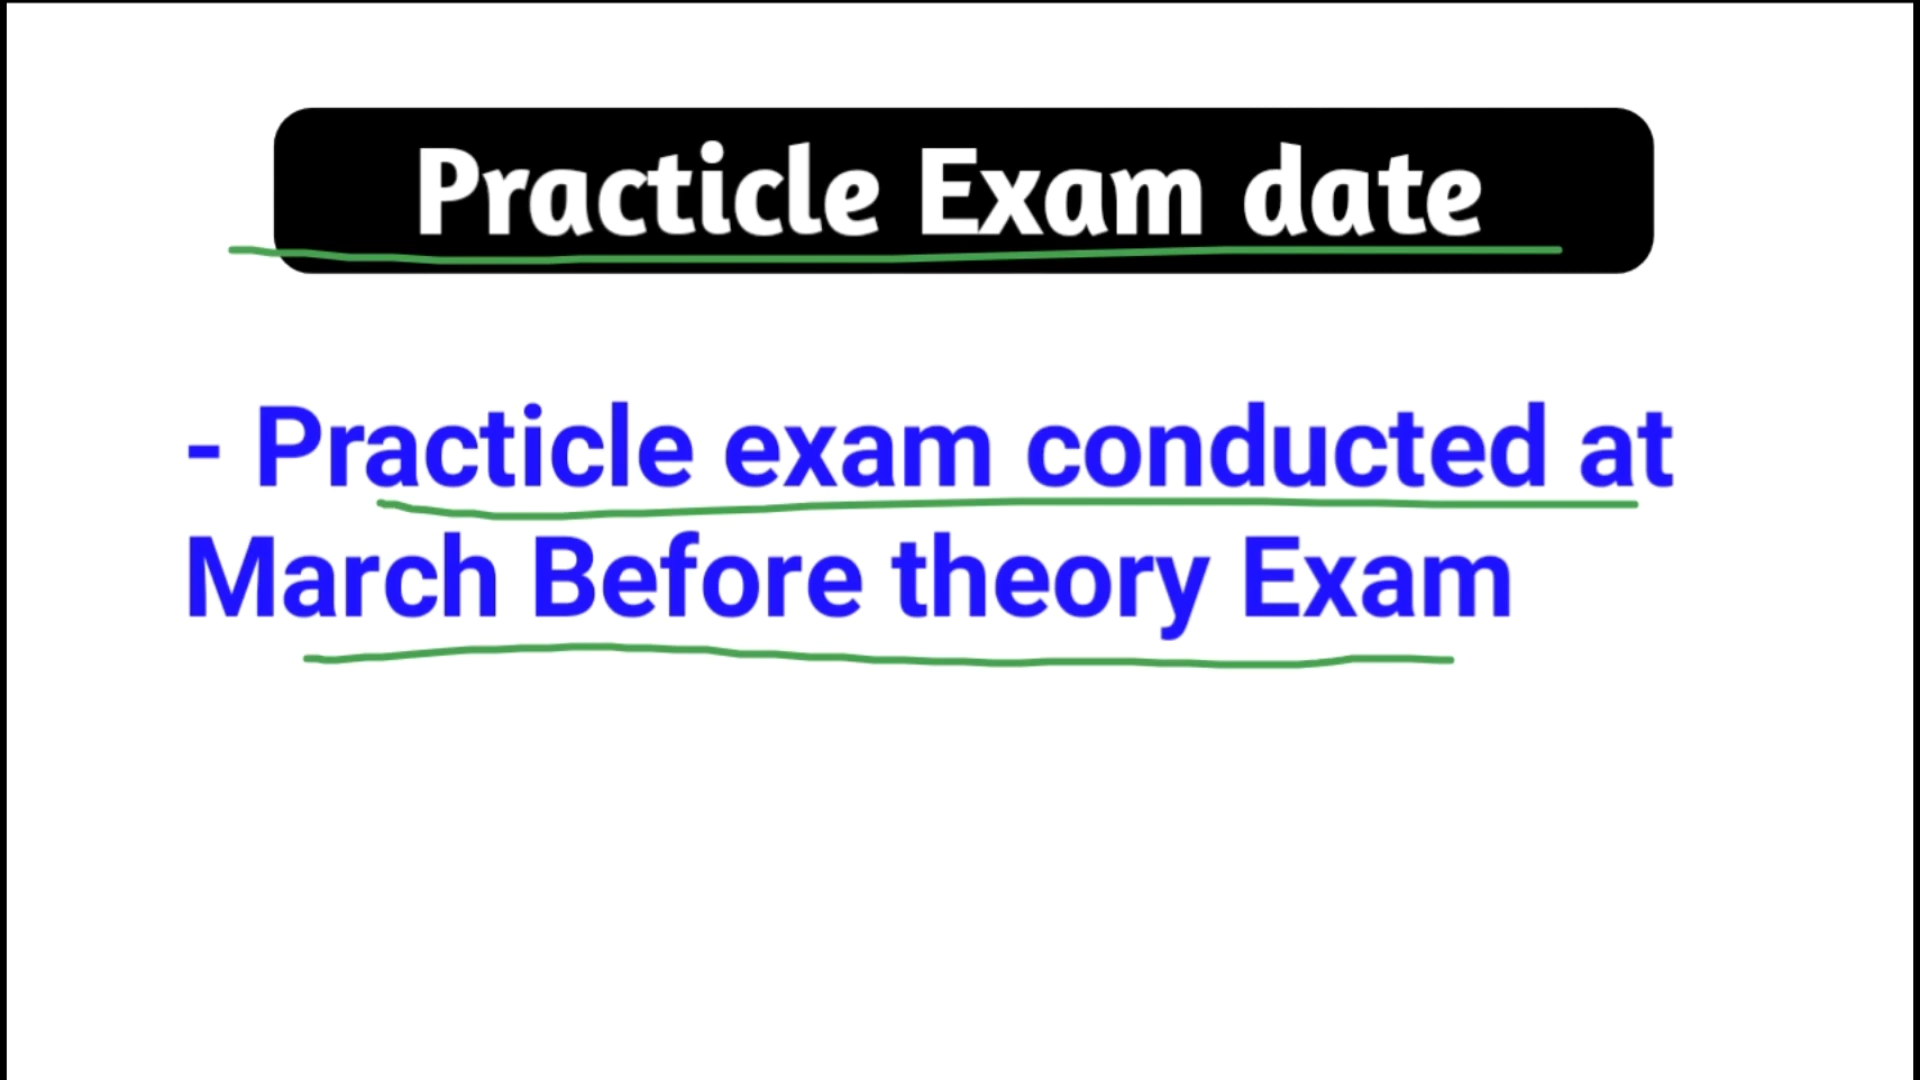 Practicle Exam date
- Practicle exam conducted at
March Before theory Exam